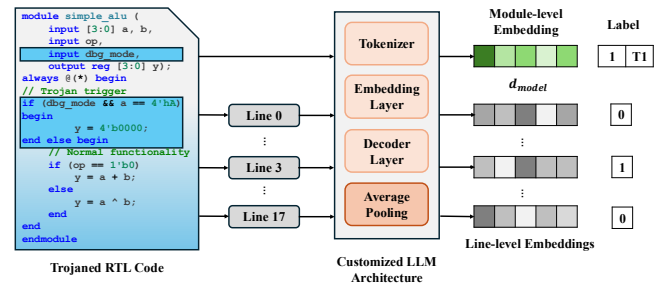 module simple_alu (
input [3:0] a, b,
input op,
input dbg_mode,
output reg [3:0] y);
always @(*) begin
// Trojan trigger
if (dbg_mode && a == 4'hA)
begin
y = 4'b0000;
end else begin
// Normal functionality
if (op == 1'b0)
y = a + b;
else
y = a ^ b;
end
end
endmodule
Trojaned RTL Code
Line 0
⋮
Line 3
⋮
Line 17
Tokenizer
Embedding
Layer
Decoder
Layer
Average
Pooling
Customized LLM
Architecture
Module-level
Embedding
d_model
⋮
⋮
Line-level Embeddings
Label
1 T1
0
⋮
1
⋮
0